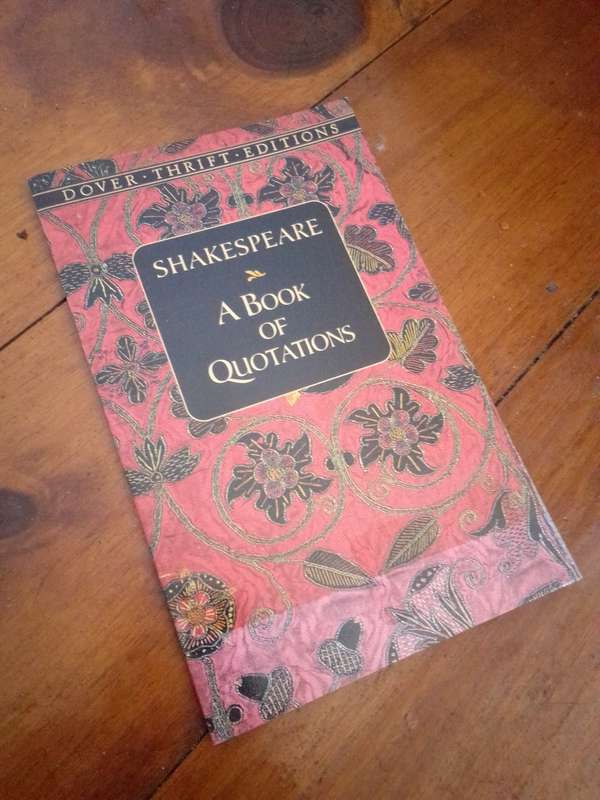 DOVER · THRIFT · EDITIONS
SHAKESPEARE
A BOOK
OF
QUOTATIONS